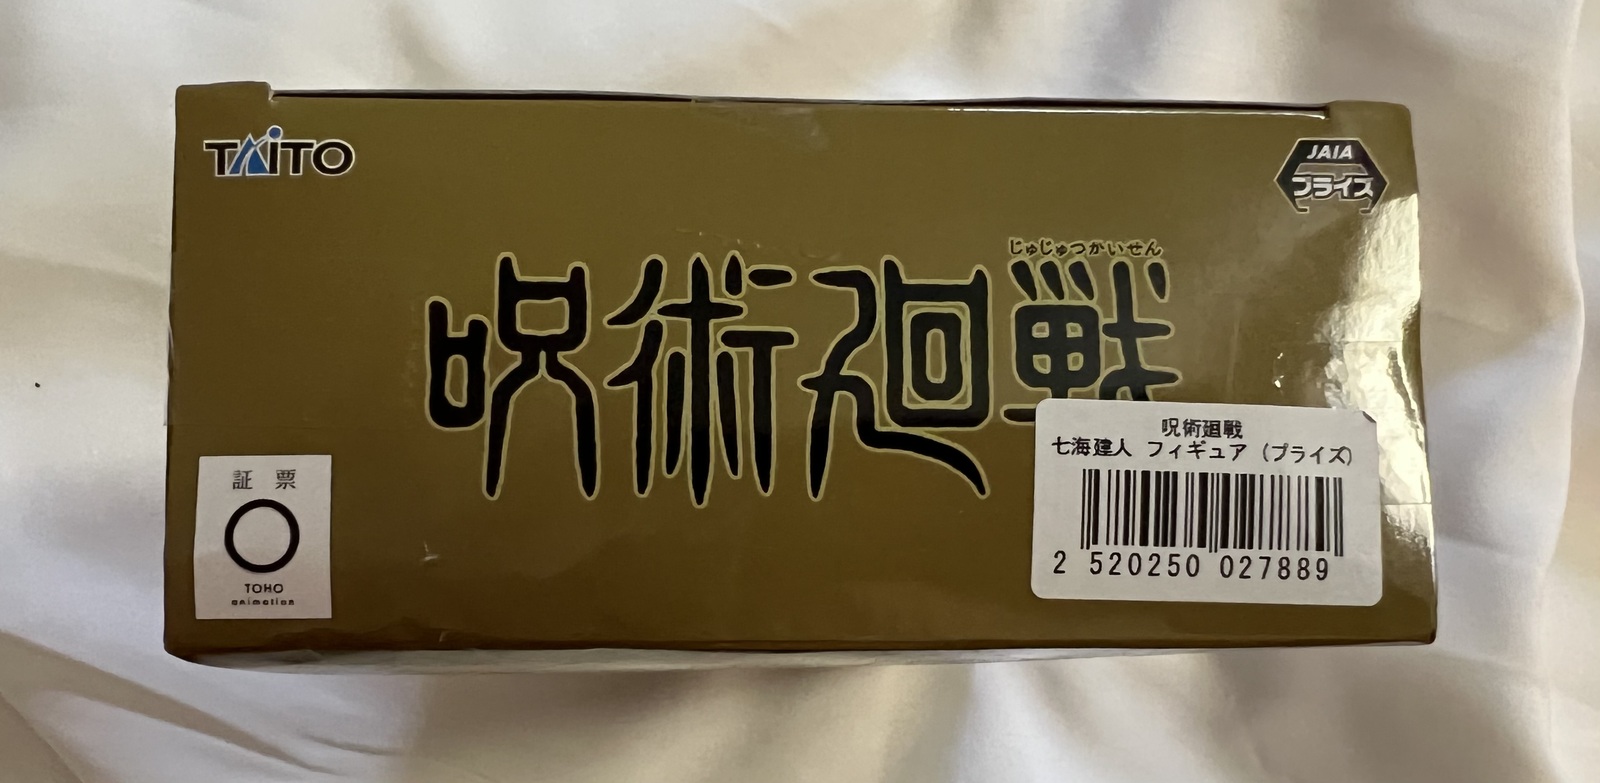 TAITO
JAIA
プライズ
じゅじゅつかいせん
呪術廻戦
呪術廻戦
七海建人 フィギュア (プライズ)
2 520250 027889
証 票
TOHO
animation